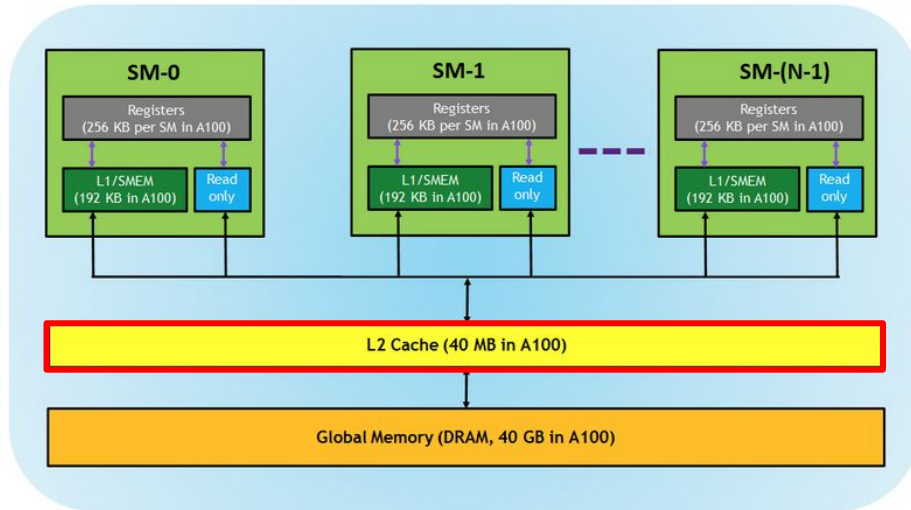 SM-0
Registers
(256 KB per SM in A100)
L1/SMEM
(192 KB in A100)
Read
only
SM-1
Registers
(256 KB per SM in A100)
L1/SMEM
(192 KB in A100)
Read
only
SM-(N-1)
Registers
(256 KB per SM in A100)
L1/SMEM
(192 KB in A100)
Read
only
L2 Cache (40 MB in A100)
Global Memory (DRAM, 40 GB in A100)